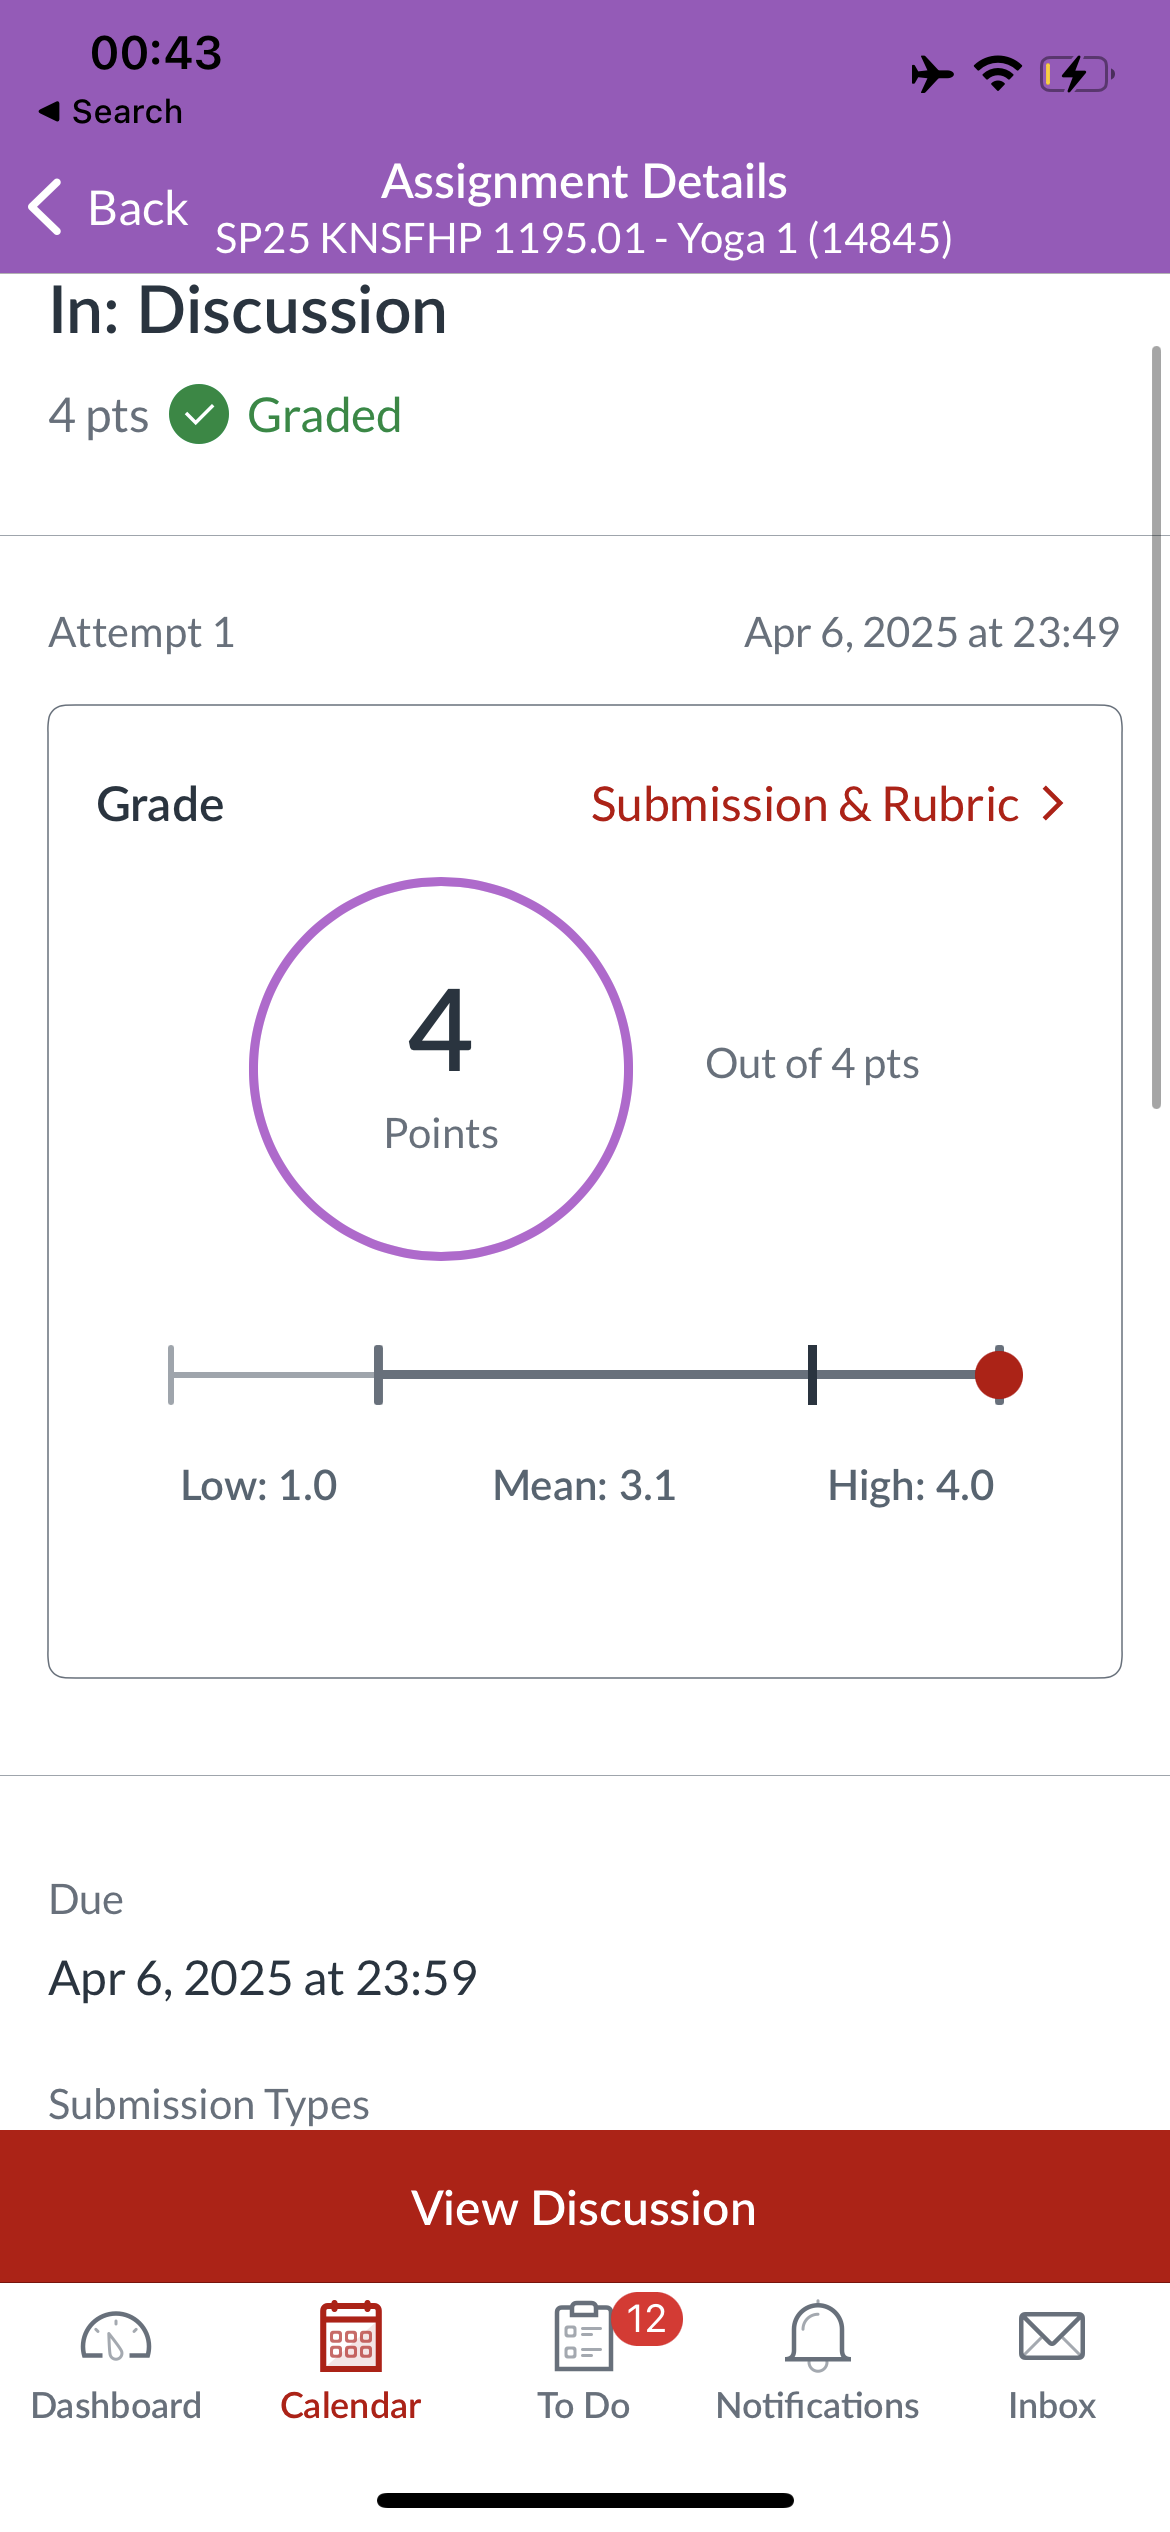 00:43
◀ Search
Back
Assignment Details
SP25 KNSFHP 1195.01 - Yoga 1 (14845)
In: Discussion
4 pts Graded
Attempt 1 Apr 6, 2025 at 23:49
Grade Submission & Rubric
4
Points
Out of 4 pts
Low: 1.0 Mean: 3.1 High: 4.0
Due
Apr 6, 2025 at 23:59
Submission Types
View Discussion
12
Dashboard Calendar To Do Notifications Inbox